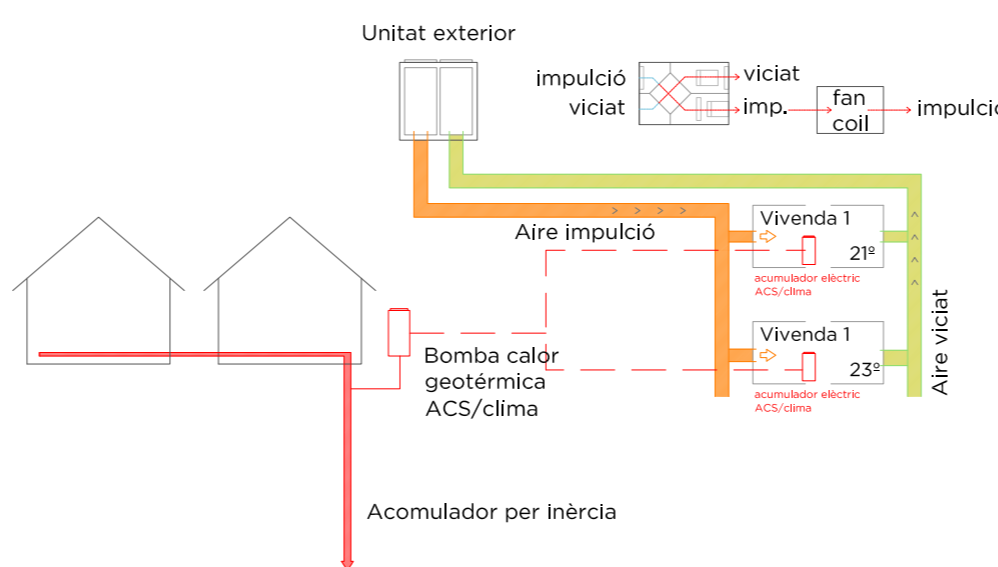 Unitat exterior
impulció
viciat
viciat
imp.
fan
coil
impulció
Aire impulció
Vivenda 1
21º
acumulador elèctric
ACS/clima
Vivenda 1
23º
acumulador elèctric
ACS/clima
Aire viciat
Bomba calor
geotérmica
ACS/clima
Acomulador per inèrcia